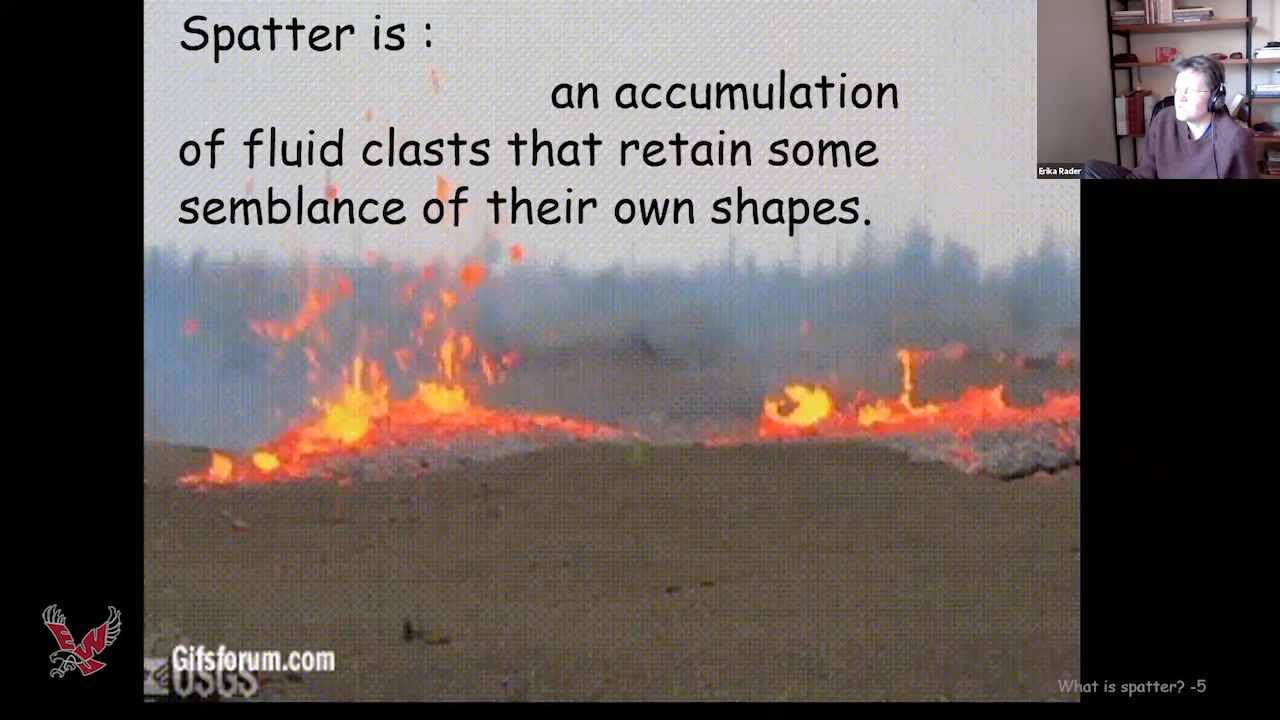 Spatter is :
an accumulation
of fluid clasts that retain some
semblance of their own shapes.
Erika Rader
EWU
Gifsforum.com
USGS
What is spatter? -5